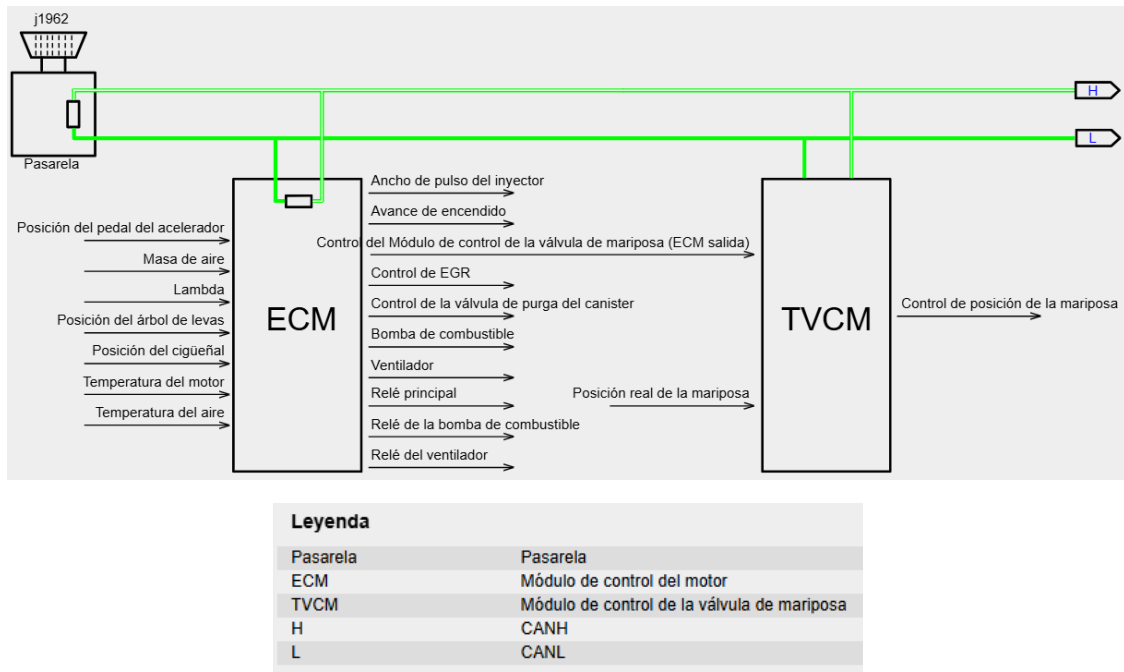 j1962
H
L
Pasarela
Ancho de pulso del inyector
Avance de encendido
Posición del pedal del acelerador
Control del Módulo de control de la válvula de mariposa (ECM salida)
Masa de aire
Control de EGR
Lambda
Control de la válvula de purga del canister
Posición del árbol de levas
Bomba de combustible
ECM
TVCM
Control de posición de la mariposa
Posición del cigüeñal
Ventilador
Temperatura del motor
Relé principal
Posición real de la mariposa
Temperatura del aire
Relé de la bomba de combustible
Relé del ventilador
Leyenda
Pasarela Pasarela
ECM Módulo de control del motor
TVCM Módulo de control de la válvula de mariposa
H CANH
L CANL